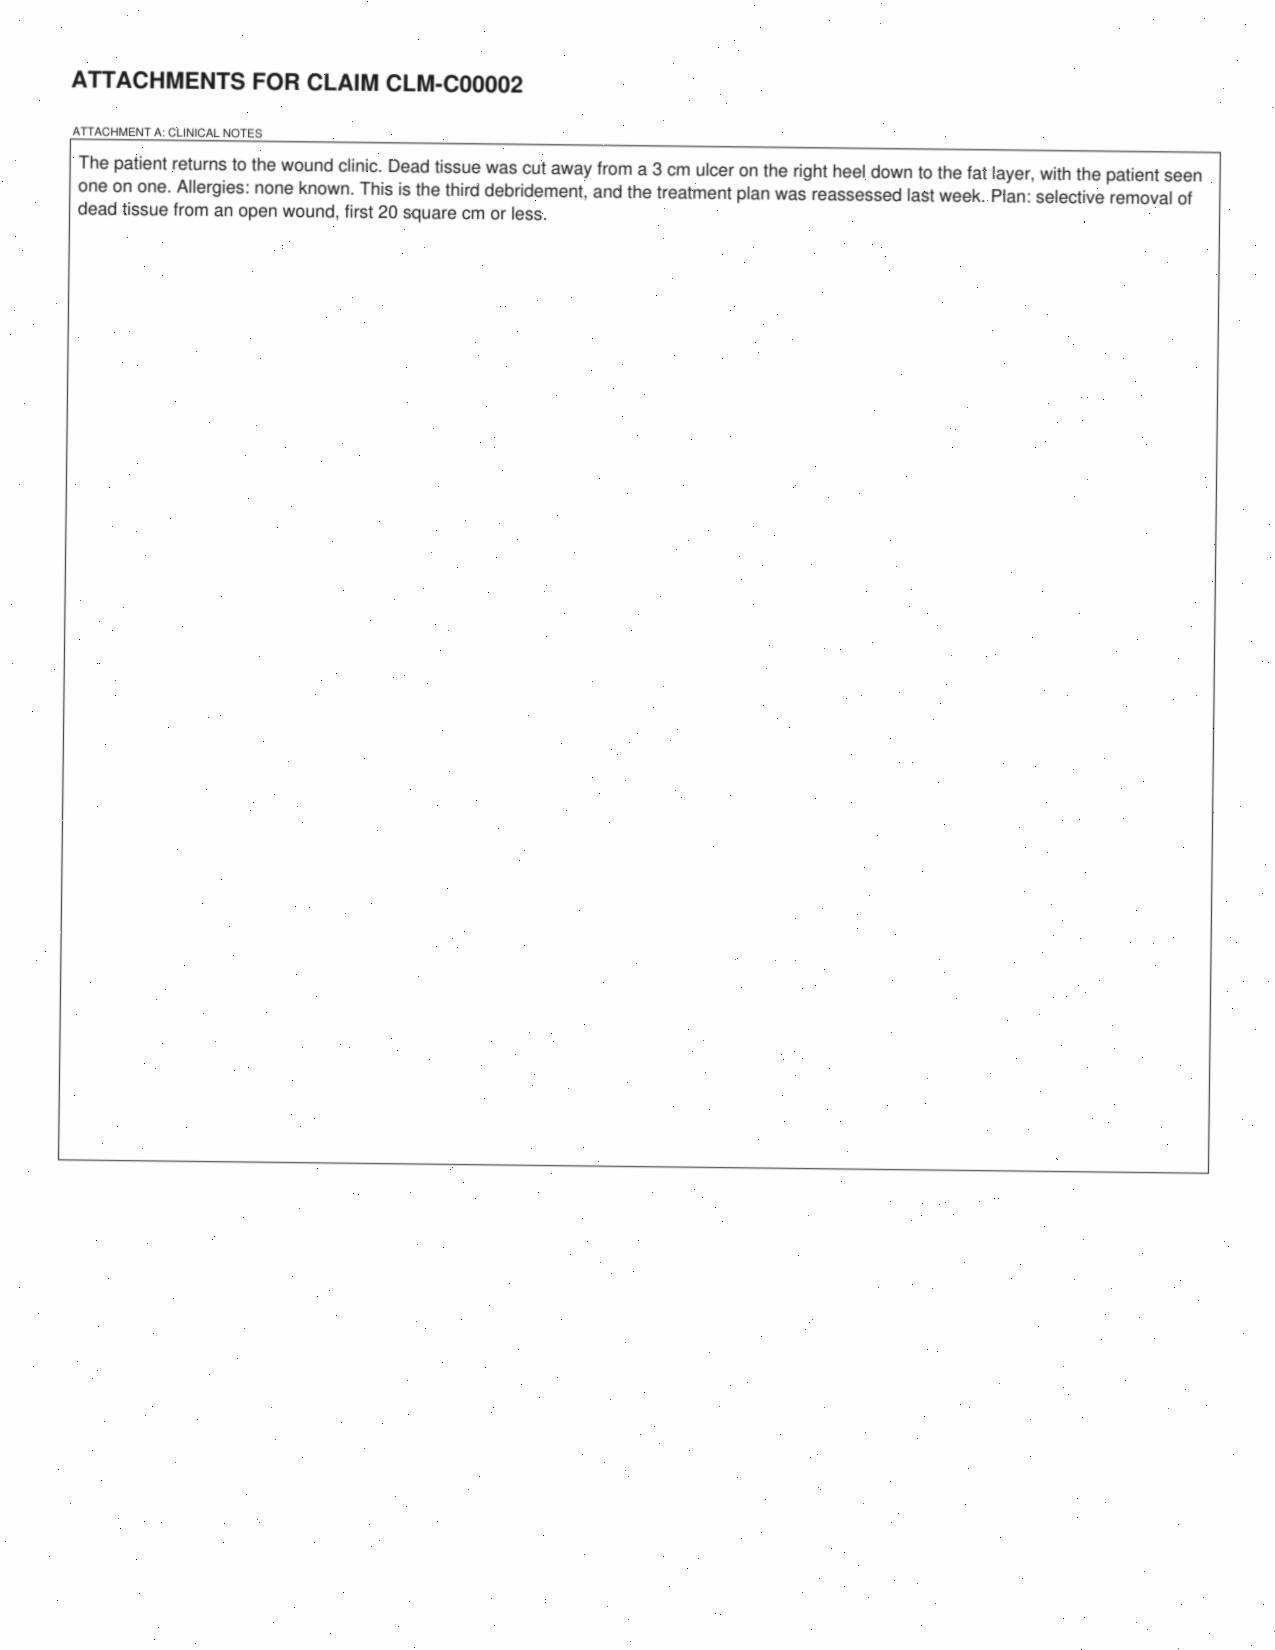 ATTACHMENTS FOR CLAIM CLM-C00002
ATTACHMENT A: CLINICAL NOTES
The patient returns to the wound clinic. Dead tissue was cut away from a 3 cm ulcer on the right heel down to the fat layer, with the patient seen
one on one. Allergies: none known. This is the third debridement, and the treatment plan was reassessed last week. Plan: selective removal of
dead tissue from an open wound, first 20 square cm or less.